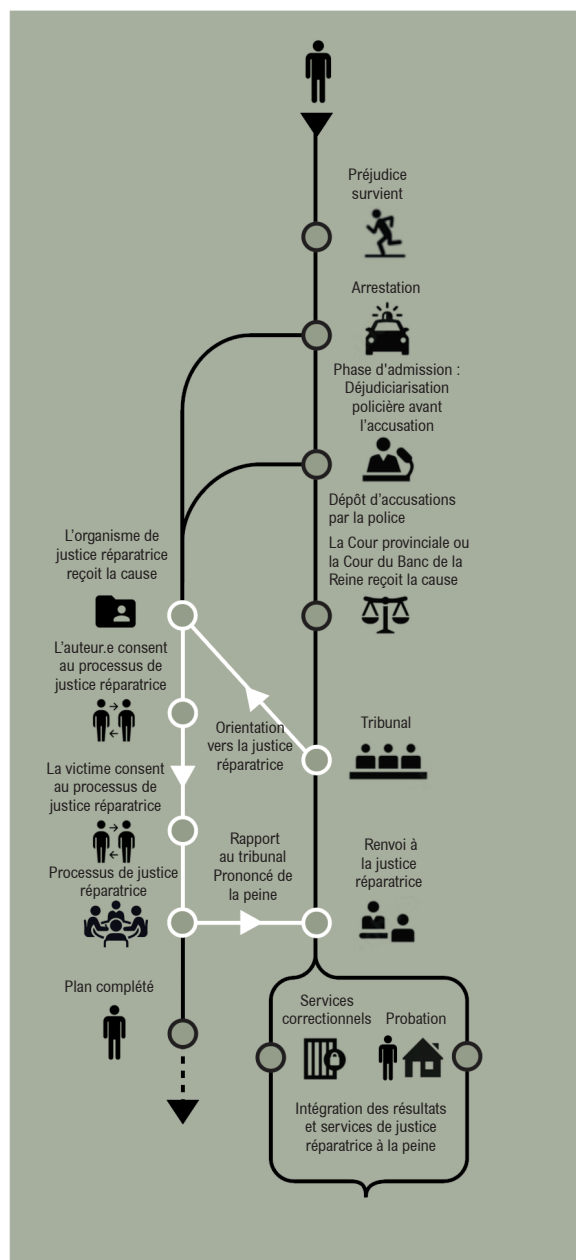 Préjudice
survient
Arrestation
Phase d'admission :
Déjudiciarisation
policière avant
l'accusation
Dépôt d'accusations
par la police
La Cour provinciale ou
la Cour du Banc de la
Reine reçoit la cause
L'organisme de
justice réparatrice
reçoit la cause
L'auteur.e consent
au processus de
justice réparatrice
Orientation
vers la justice
réparatrice
Tribunal
La victime consent
au processus de
justice réparatrice
Processus de justice
réparatrice
Rapport
au tribunal
Prononcé de
la peine
Renvoi à
la justice
réparatrice
Plan complété
Services
correctionnels
Probation
Intégration des résultats
et services de justice
réparatrice à la peine